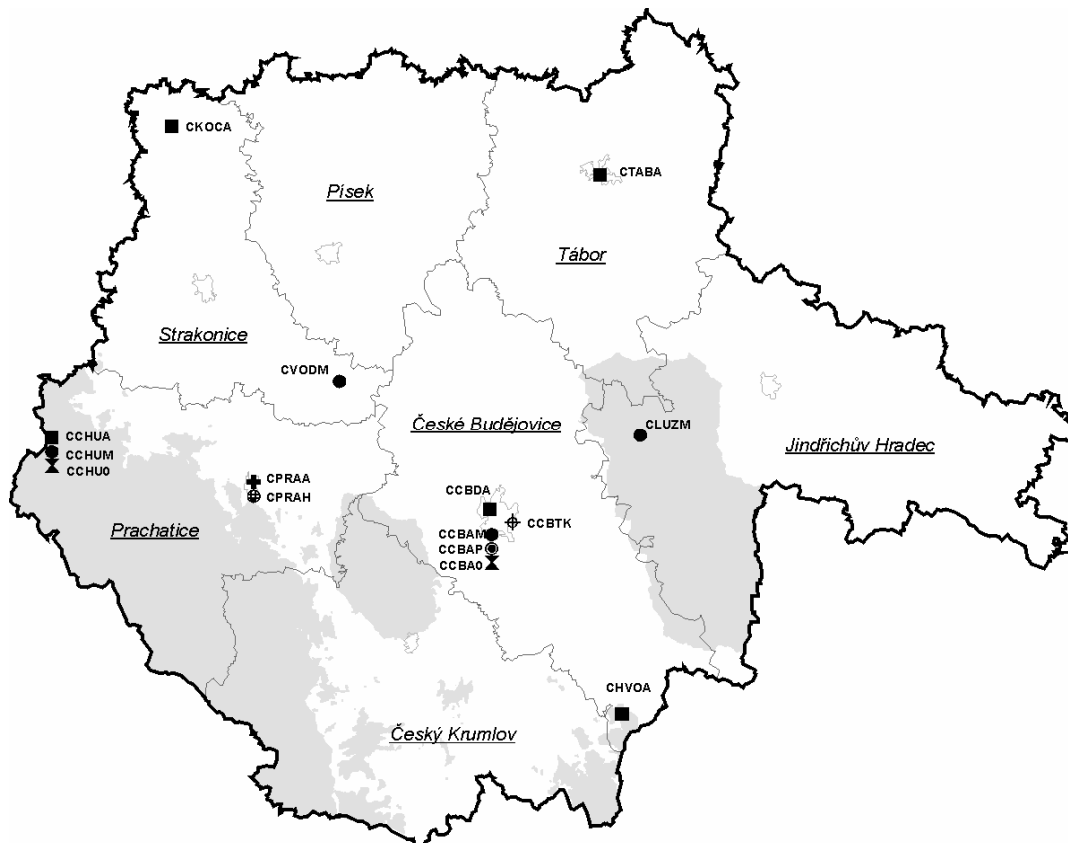 CKOCA
CTABA
Písek
Tábor
Strakonice
CVODM
České Budějovice
CLUZM
Jindřichův Hradec
CCHUA
CCHUM
CCHU0
CPRAA
CPRAH
Prachatice
CCBDA
CCBTK
CCBAM
CCBAP
CCBA0
CHVOA
Český Krumlov